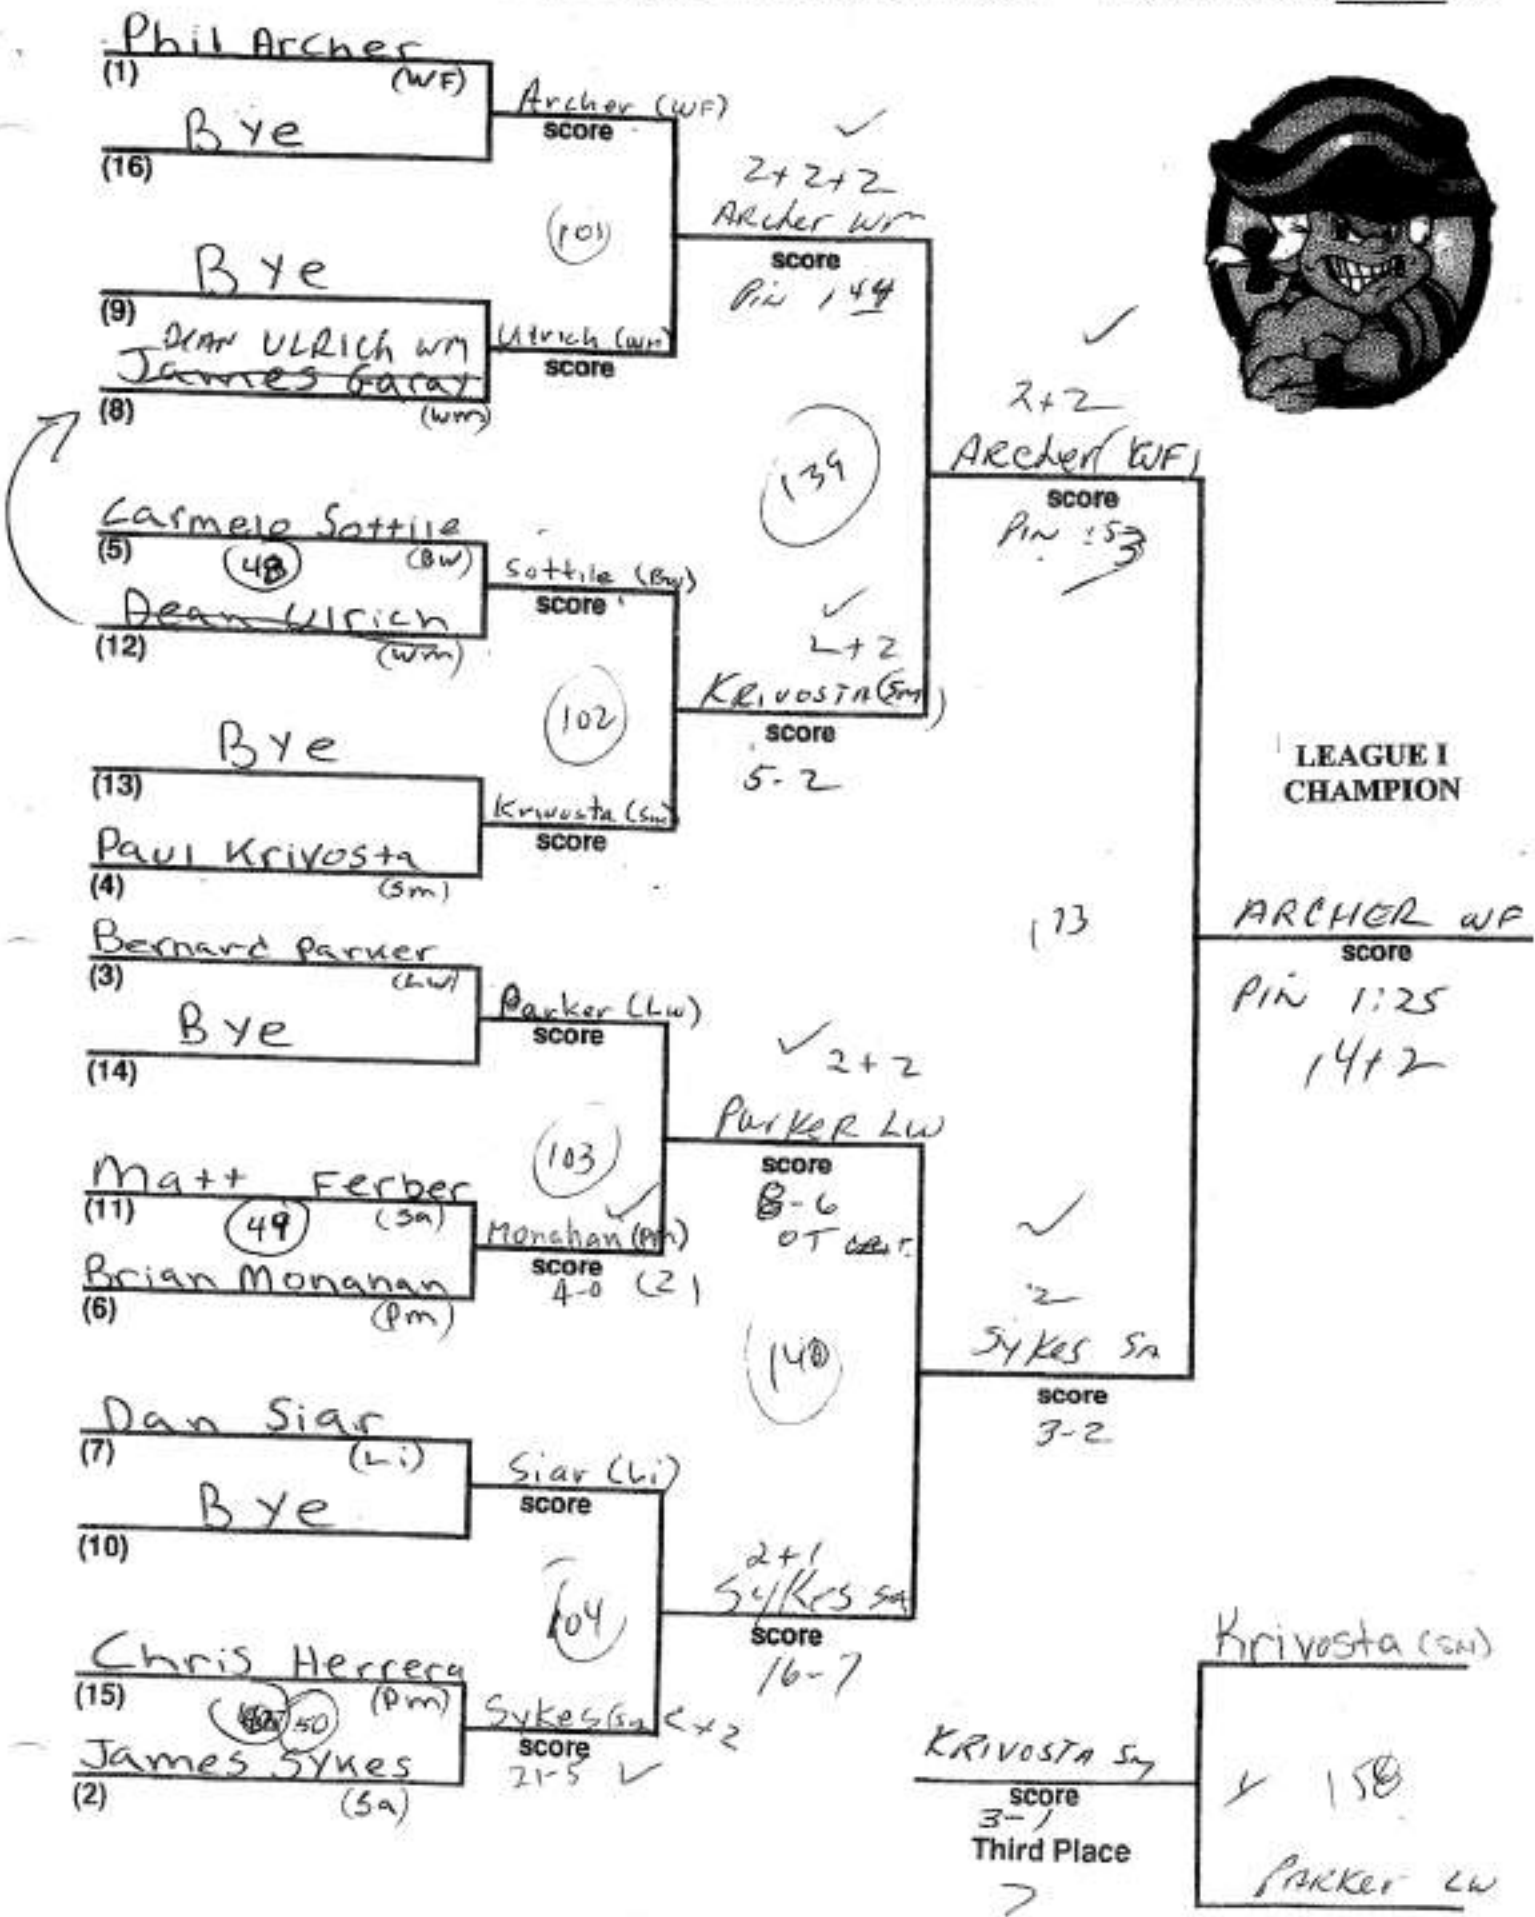 Phil Archer
(1)
(WF)
Bye
(16)
Archer (WF)
score
Bye
(9)
DEAN ULRICH WM
James Garay
(8)
(Wm)
Ulrich (Wm)
score
(101)
2+2+2
Archer WM
score
Pin 1 44
Carmelo Sottile
(5)
(BW)
48
Dean Ulrich
(12)
(Wm)
Sottile (BW)
score
Bye
(13)
Paul Krivosta
(4)
(Sm)
Krivosta (Sm)
score
102
2+2
KRIVOSTA (Sm)
score
5-2
139
2+2
Archer (WF)
score
Pin :53
Bernard Parker
(3)
(LW)
Bye
(14)
Parker (LW)
score
Matt Ferber
(11)
(Sa)
49
Brian Monahan
(6)
(Pm)
Monahan (Pm)
score
4-0 (2)
103
2+2
Parker LW
score
8-6
OT
Dan Siar
(7)
(Li)
Bye
(10)
Siar (Li)
score
Chris Herrera
(15)
(Pm)
50
James Sykes
(2)
(Sa)
Sykes (Sa) 2+2
score
21-5
104
2+1
Sykes Sa
score
16-7
140
2
Sykes Sa
score
3-2
173
LEAGUE I
CHAMPION
ARCHER WF
score
Pin 1:25
14+2
Krivosta (SM)
158
PARKER LW
KRIVOSTA Sm
score
3-1
Third Place